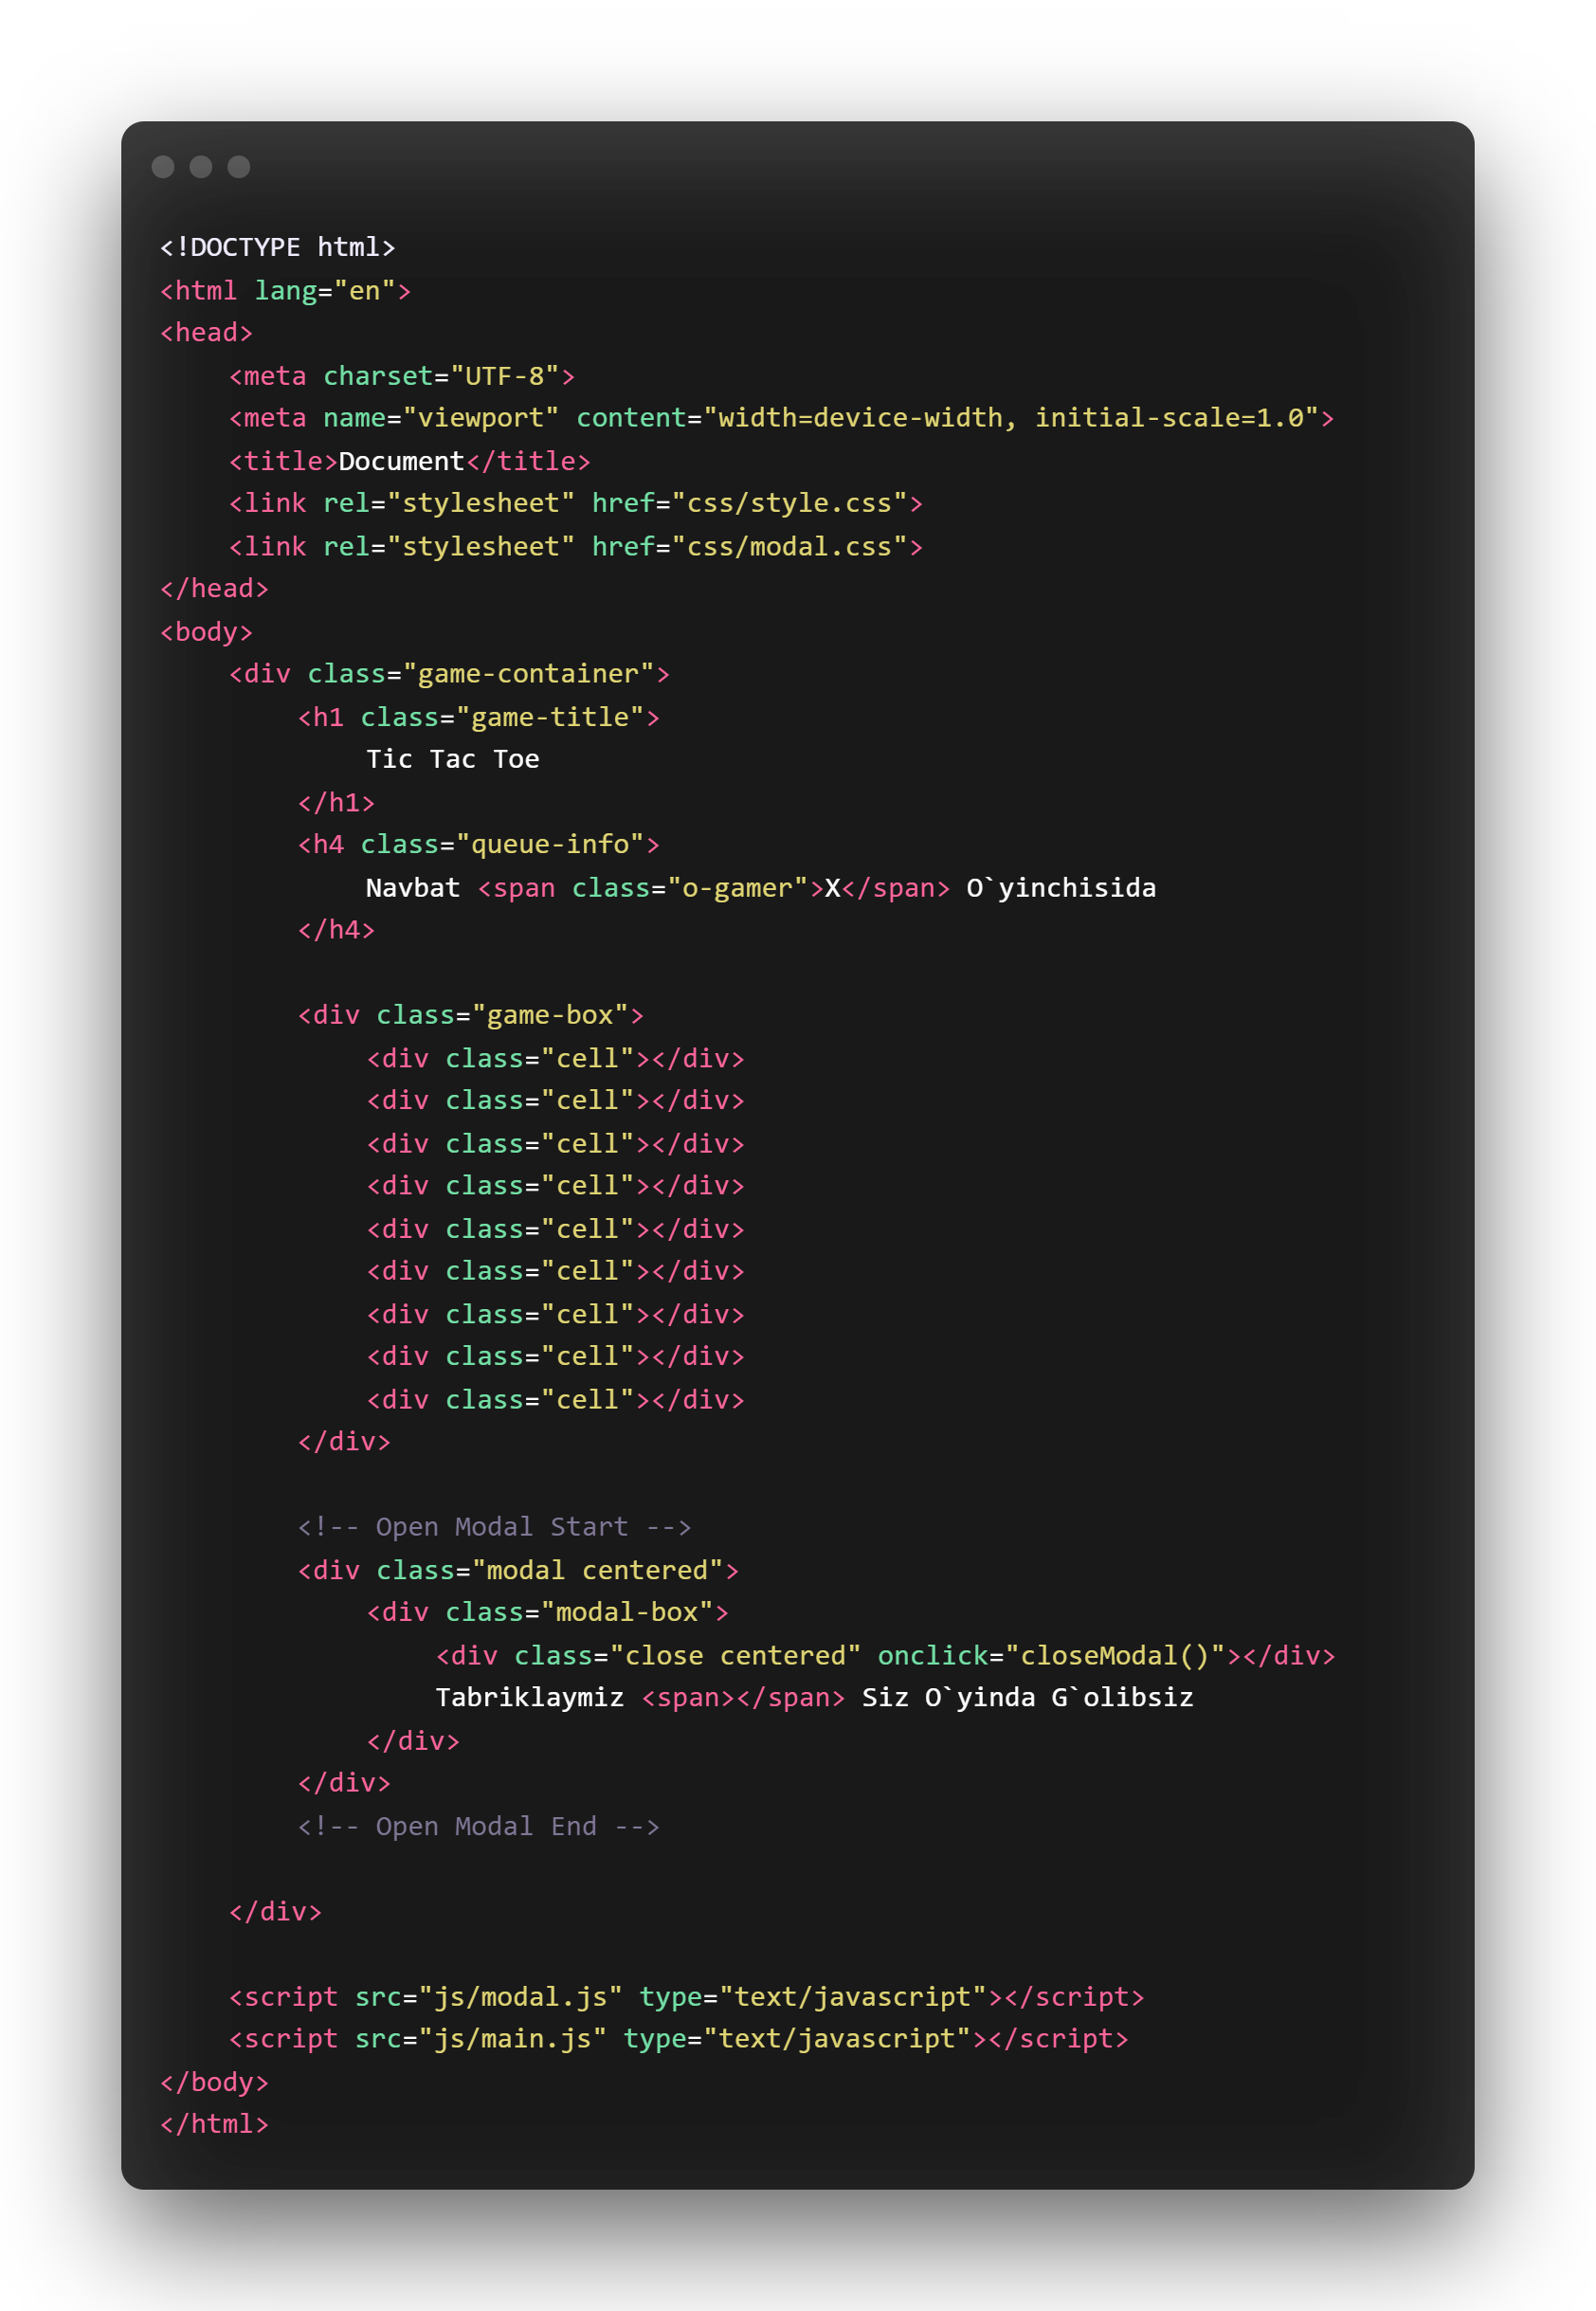 <!DOCTYPE html>
<html lang="en">
<head>
    <meta charset="UTF-8">
    <meta name="viewport" content="width=device-width, initial-scale=1.0">
    <title>Document</title>
    <link rel="stylesheet" href="css/style.css">
    <link rel="stylesheet" href="css/modal.css">
</head>
<body>
    <div class="game-container">
        <h1 class="game-title">
            Tic Tac Toe
        </h1>
        <h4 class="queue-info">
            Navbat <span class="o-gamer">X</span> O`yinchisida
        </h4>

        <div class="game-box">
            <div class="cell"></div>
            <div class="cell"></div>
            <div class="cell"></div>
            <div class="cell"></div>
            <div class="cell"></div>
            <div class="cell"></div>
            <div class="cell"></div>
            <div class="cell"></div>
            <div class="cell"></div>
        </div>

        <!-- Open Modal Start -->
        <div class="modal centered">
            <div class="modal-box">
                <div class="close centered" onclick="closeModal()"></div>
                Tabriklaymiz <span></span> Siz O`yinda G`olibsiz
            </div>
        </div>
        <!-- Open Modal End -->

    </div>

    <script src="js/modal.js" type="text/javascript"></script>
    <script src="js/main.js" type="text/javascript"></script>
</body>
</html>